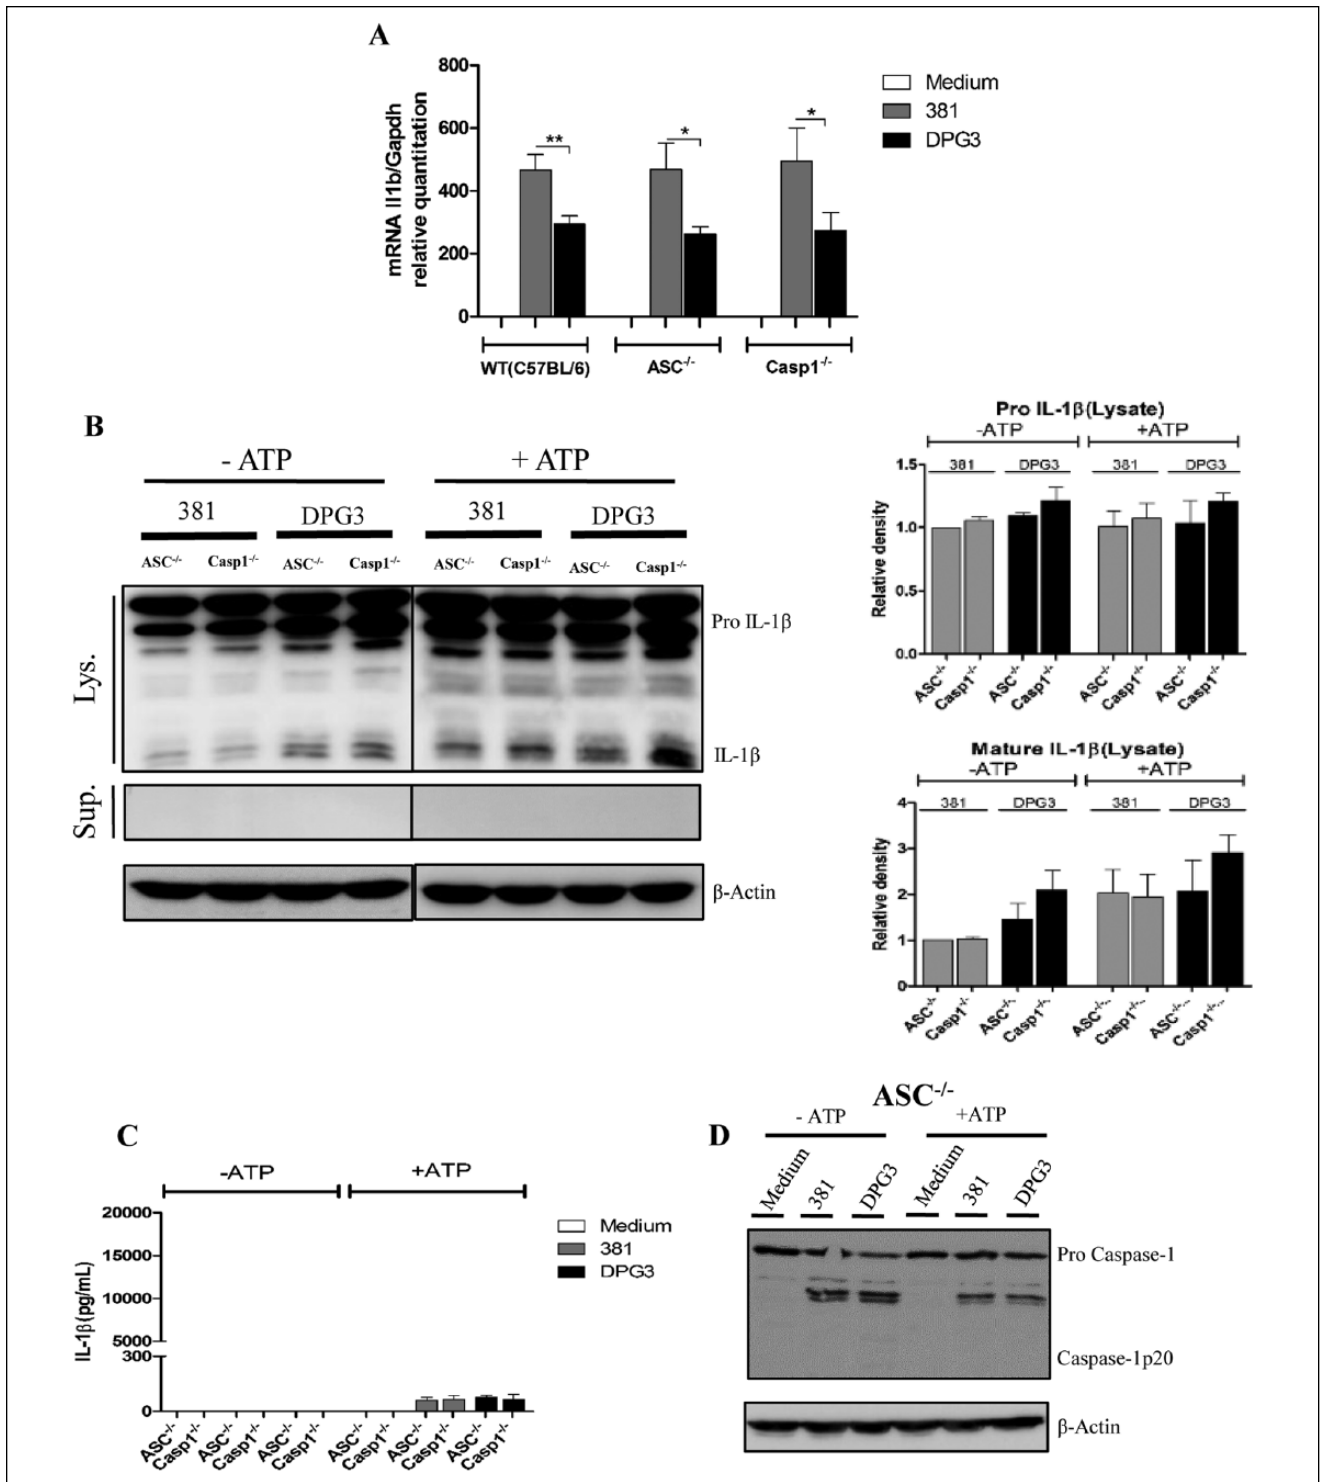 A
800
600
400
200
0
mRNA Il1b/Gapdh
relative quantitation
** * *
Medium
381
DPG3
WT(C57BL/6) ASC-/- Casp1-/-
B
- ATP + ATP
381 DPG3 381 DPG3
ASC-/- Casp1-/- ASC-/- Casp1-/- ASC-/- Casp1-/- ASC-/- Casp1-/-
Lys.
Pro IL-1β
IL-1β
Sup.
β-Actin
Pro IL-1β(Lysate)
-ATP +ATP
381 DPG3 381 DPG3
1.5
1.0
0.5
0.0
Relative density
ASC-/- Casp1-/- ASC-/- Casp1-/- ASC-/- Casp1-/- ASC-/- Casp1-/-
Mature IL-1β(Lysate)
-ATP +ATP
381 DPG3 381 DPG3
4
3
2
1
0
Relative density
ASC-/- Casp1-/- ASC-/- Casp1-/- ASC-/- Casp1-/- ASC-/- Casp1-/-
C
-ATP +ATP
20000
15000
10000
5000
300
0
IL-1β(pg/mL)
Medium
381
DPG3
ASC-/- Casp1-/- ASC-/- Casp1-/- ASC-/- Casp1-/- ASC-/- Casp1-/- ASC-/- Casp1-/- ASC-/- Casp1-/-
D
ASC-/-
- ATP +ATP
Medium 381 DPG3 Medium 381 DPG3
Pro Caspase-1
Caspase-1p20
β-Actin